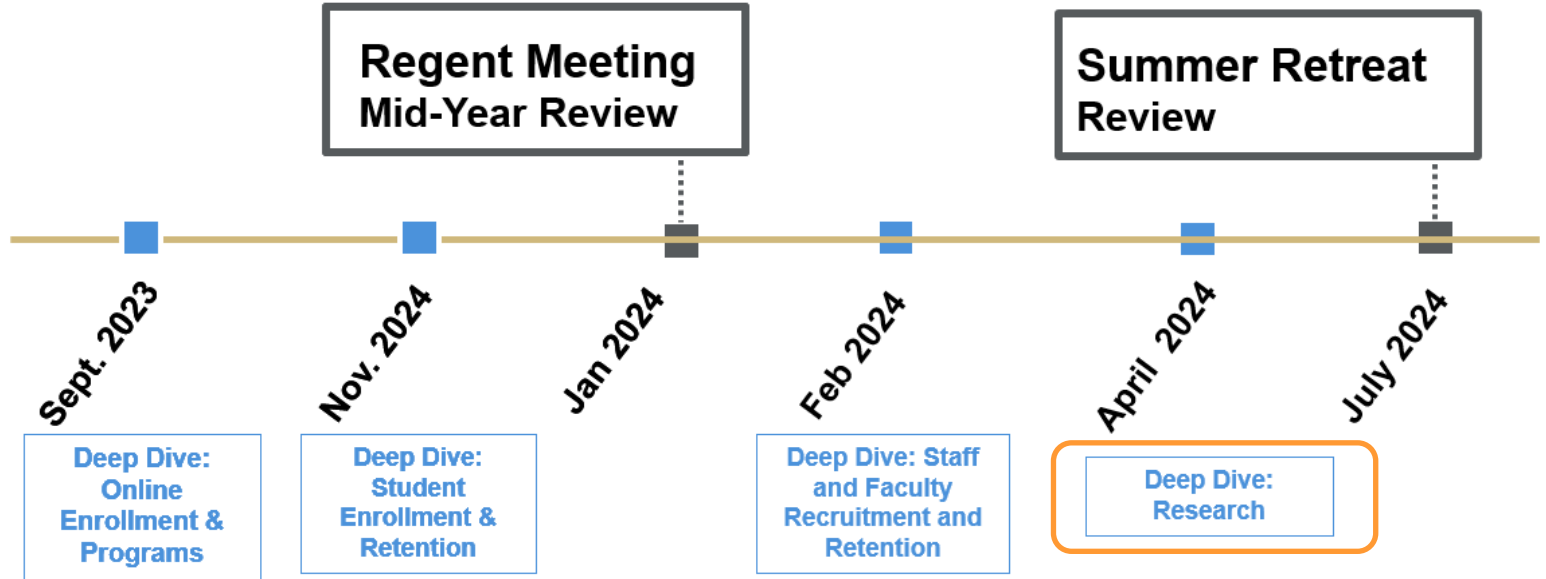 Regent Meeting
Mid-Year Review
Summer Retreat
Review
Sept. 2023
Nov. 2024
Jan 2024
Feb 2024
April 2024
July 2024
Deep Dive:
Online
Enrollment &
Programs
Deep Dive:
Student
Enrollment &
Retention
Deep Dive: Staff
and Faculty
Recruitment and
Retention
Deep Dive:
Research